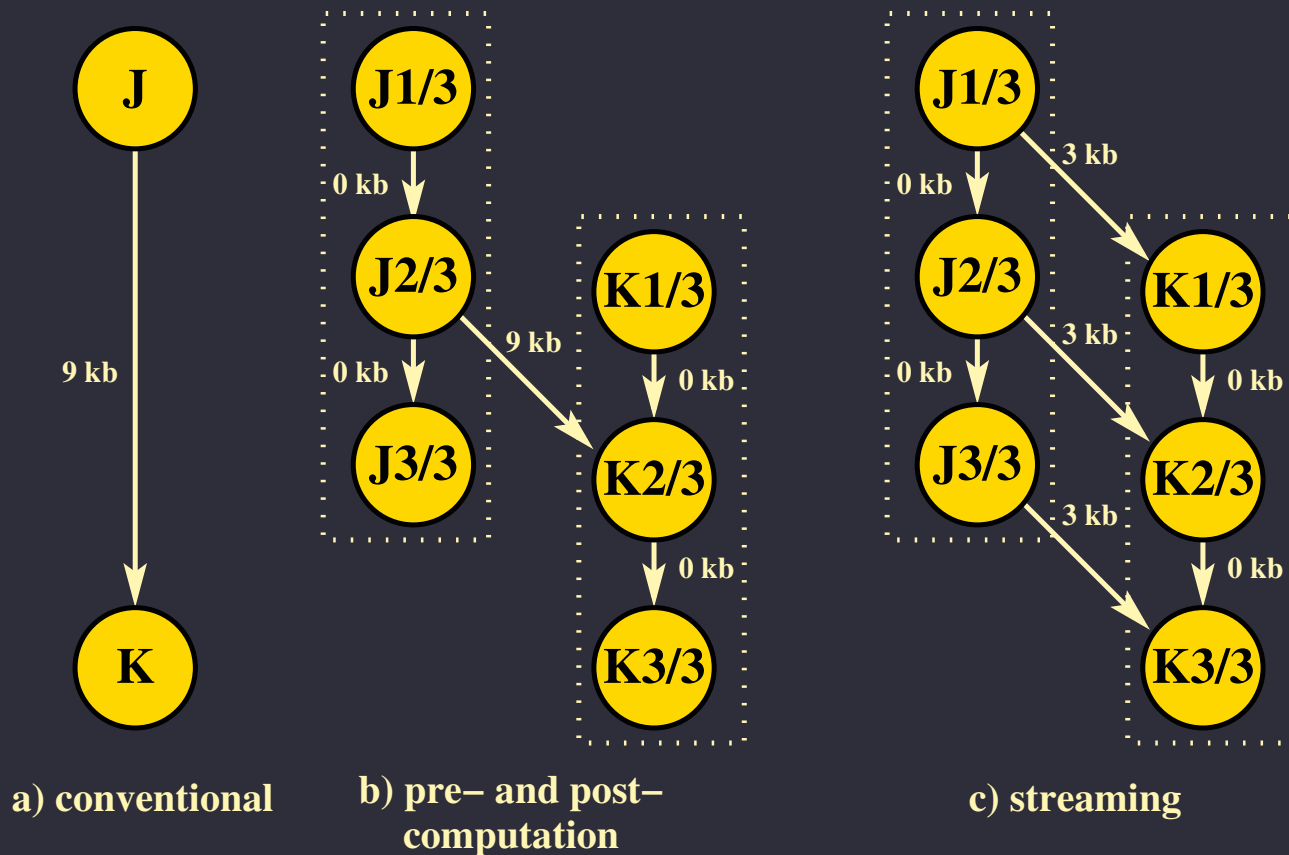 J
9 kb
K
a) conventional
J1/3
0 kb
J2/3
0 kb
J3/3
9 kb
K1/3
0 kb
K2/3
0 kb
K3/3
b) pre– and post–
computation
J1/3
0 kb
J2/3
0 kb
J3/3
3 kb
3 kb
3 kb
K1/3
0 kb
K2/3
0 kb
K3/3
c) streaming